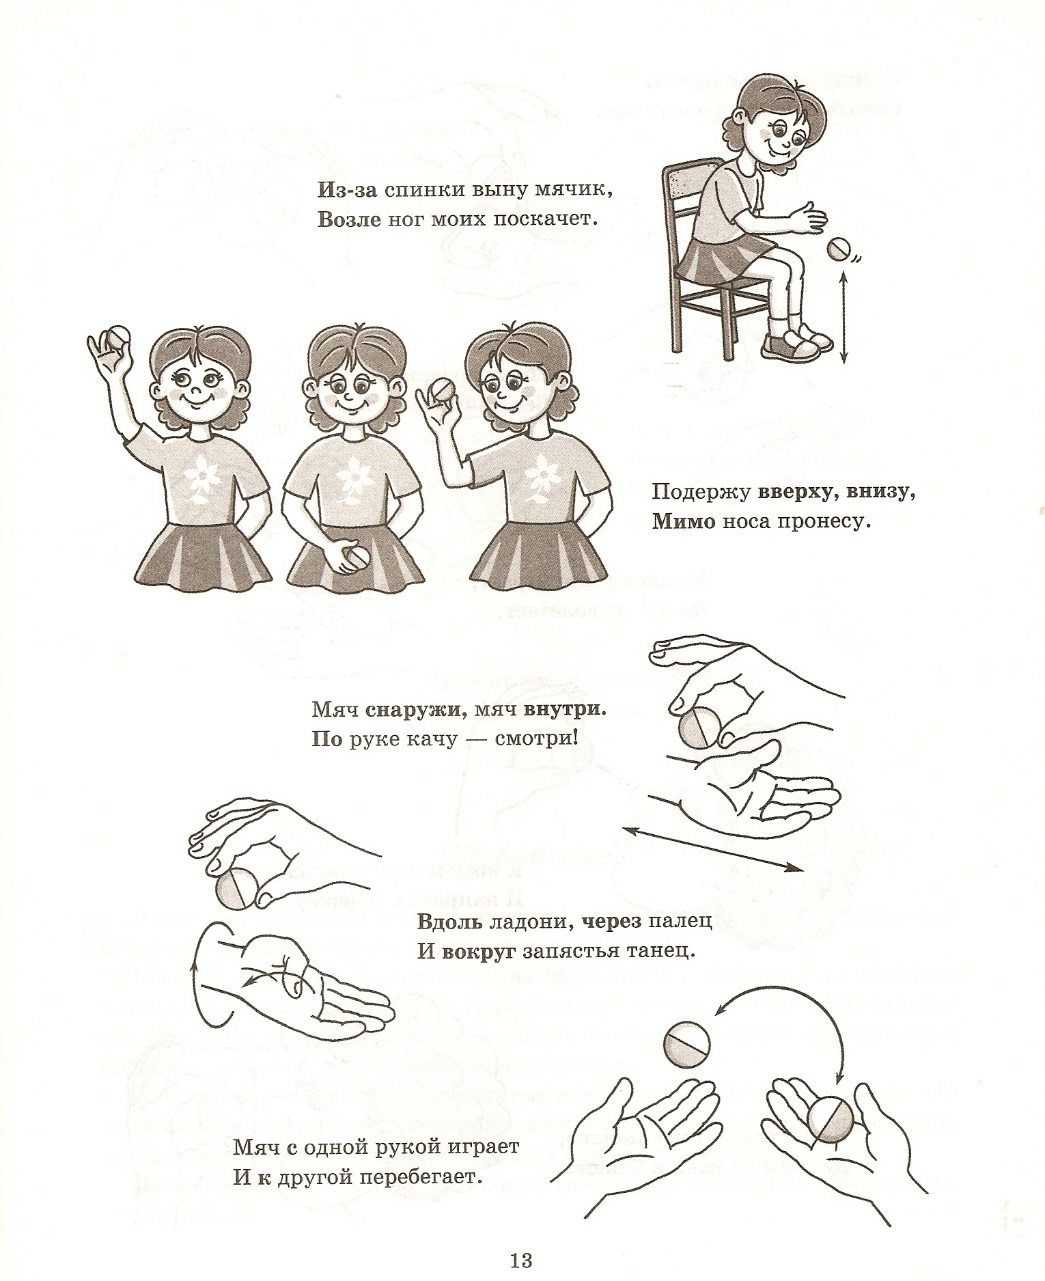 Из-за спинки выну мячик,
Возле ног моих поскачет.
Подержу вверху, внизу,
Мимо носа пронесу.
Мяч снаружи, мяч внутри.
По руке качу — смотри!
Вдоль ладони, через палец
И вокруг запястья танец.
Мяч с одной рукой играет
И к другой перебегает.
13